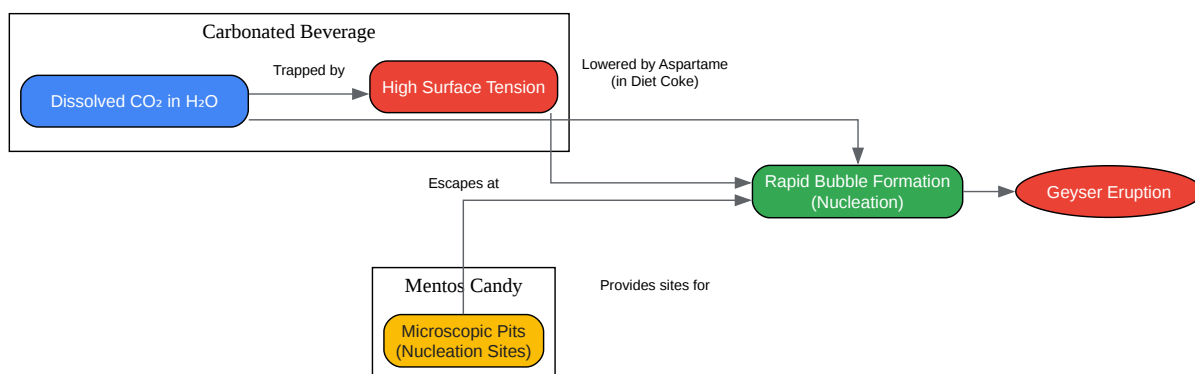 Carbonated Beverage
Dissolved CO₂ in H₂O
Trapped by
High Surface Tension
Lowered by Aspartame
(in Diet Coke)
Escapes at
Rapid Bubble Formation
(Nucleation)
Geyser Eruption
Mentos Candy
Microscopic Pits
(Nucleation Sites)
Provides sites for